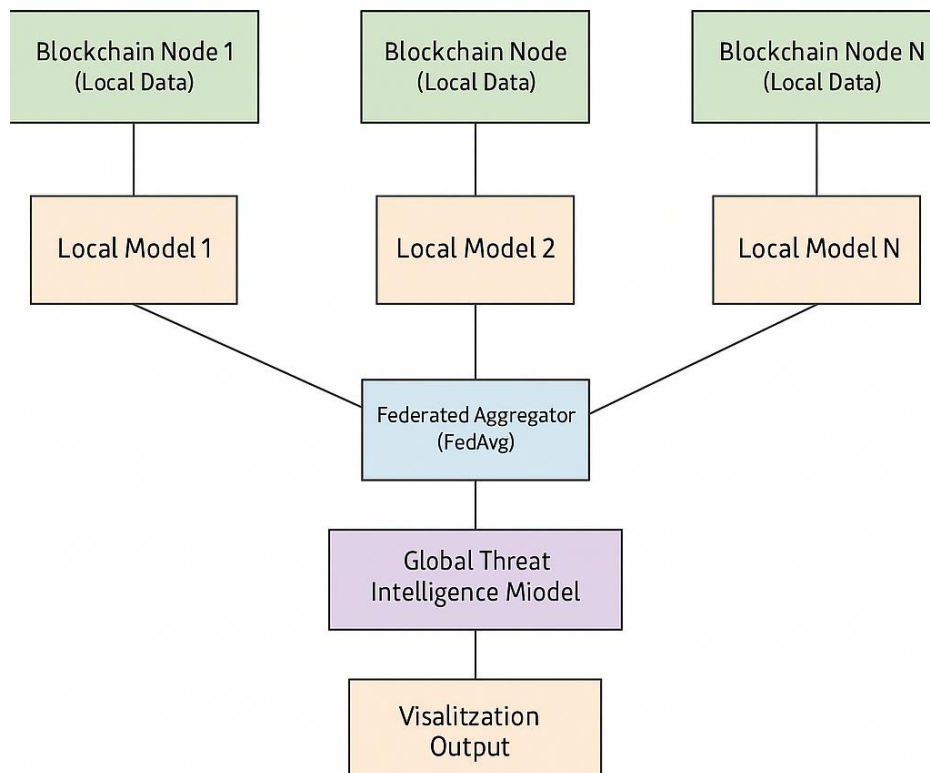 Blockchain Node 1
(Local Data)
Blockchain Node
(Local Data)
Blockchain Node N
(Local Data)
Local Model 1
Local Model 2
Local Model N
Federated Aggregator
(FedAvg)
Global Threat
Intelligence Miodel
Visalitzation
Output